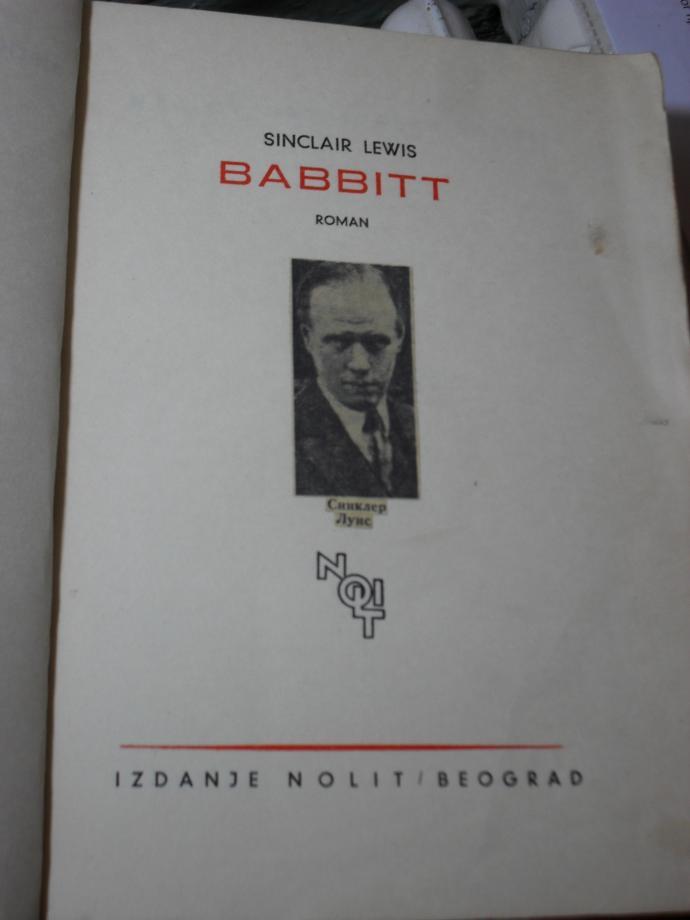 SINCLAIR LEWIS
BABBITT
ROMAN
Синклер
Луис
NOLIT
IZDANJE NOLIT/BEOGRAD